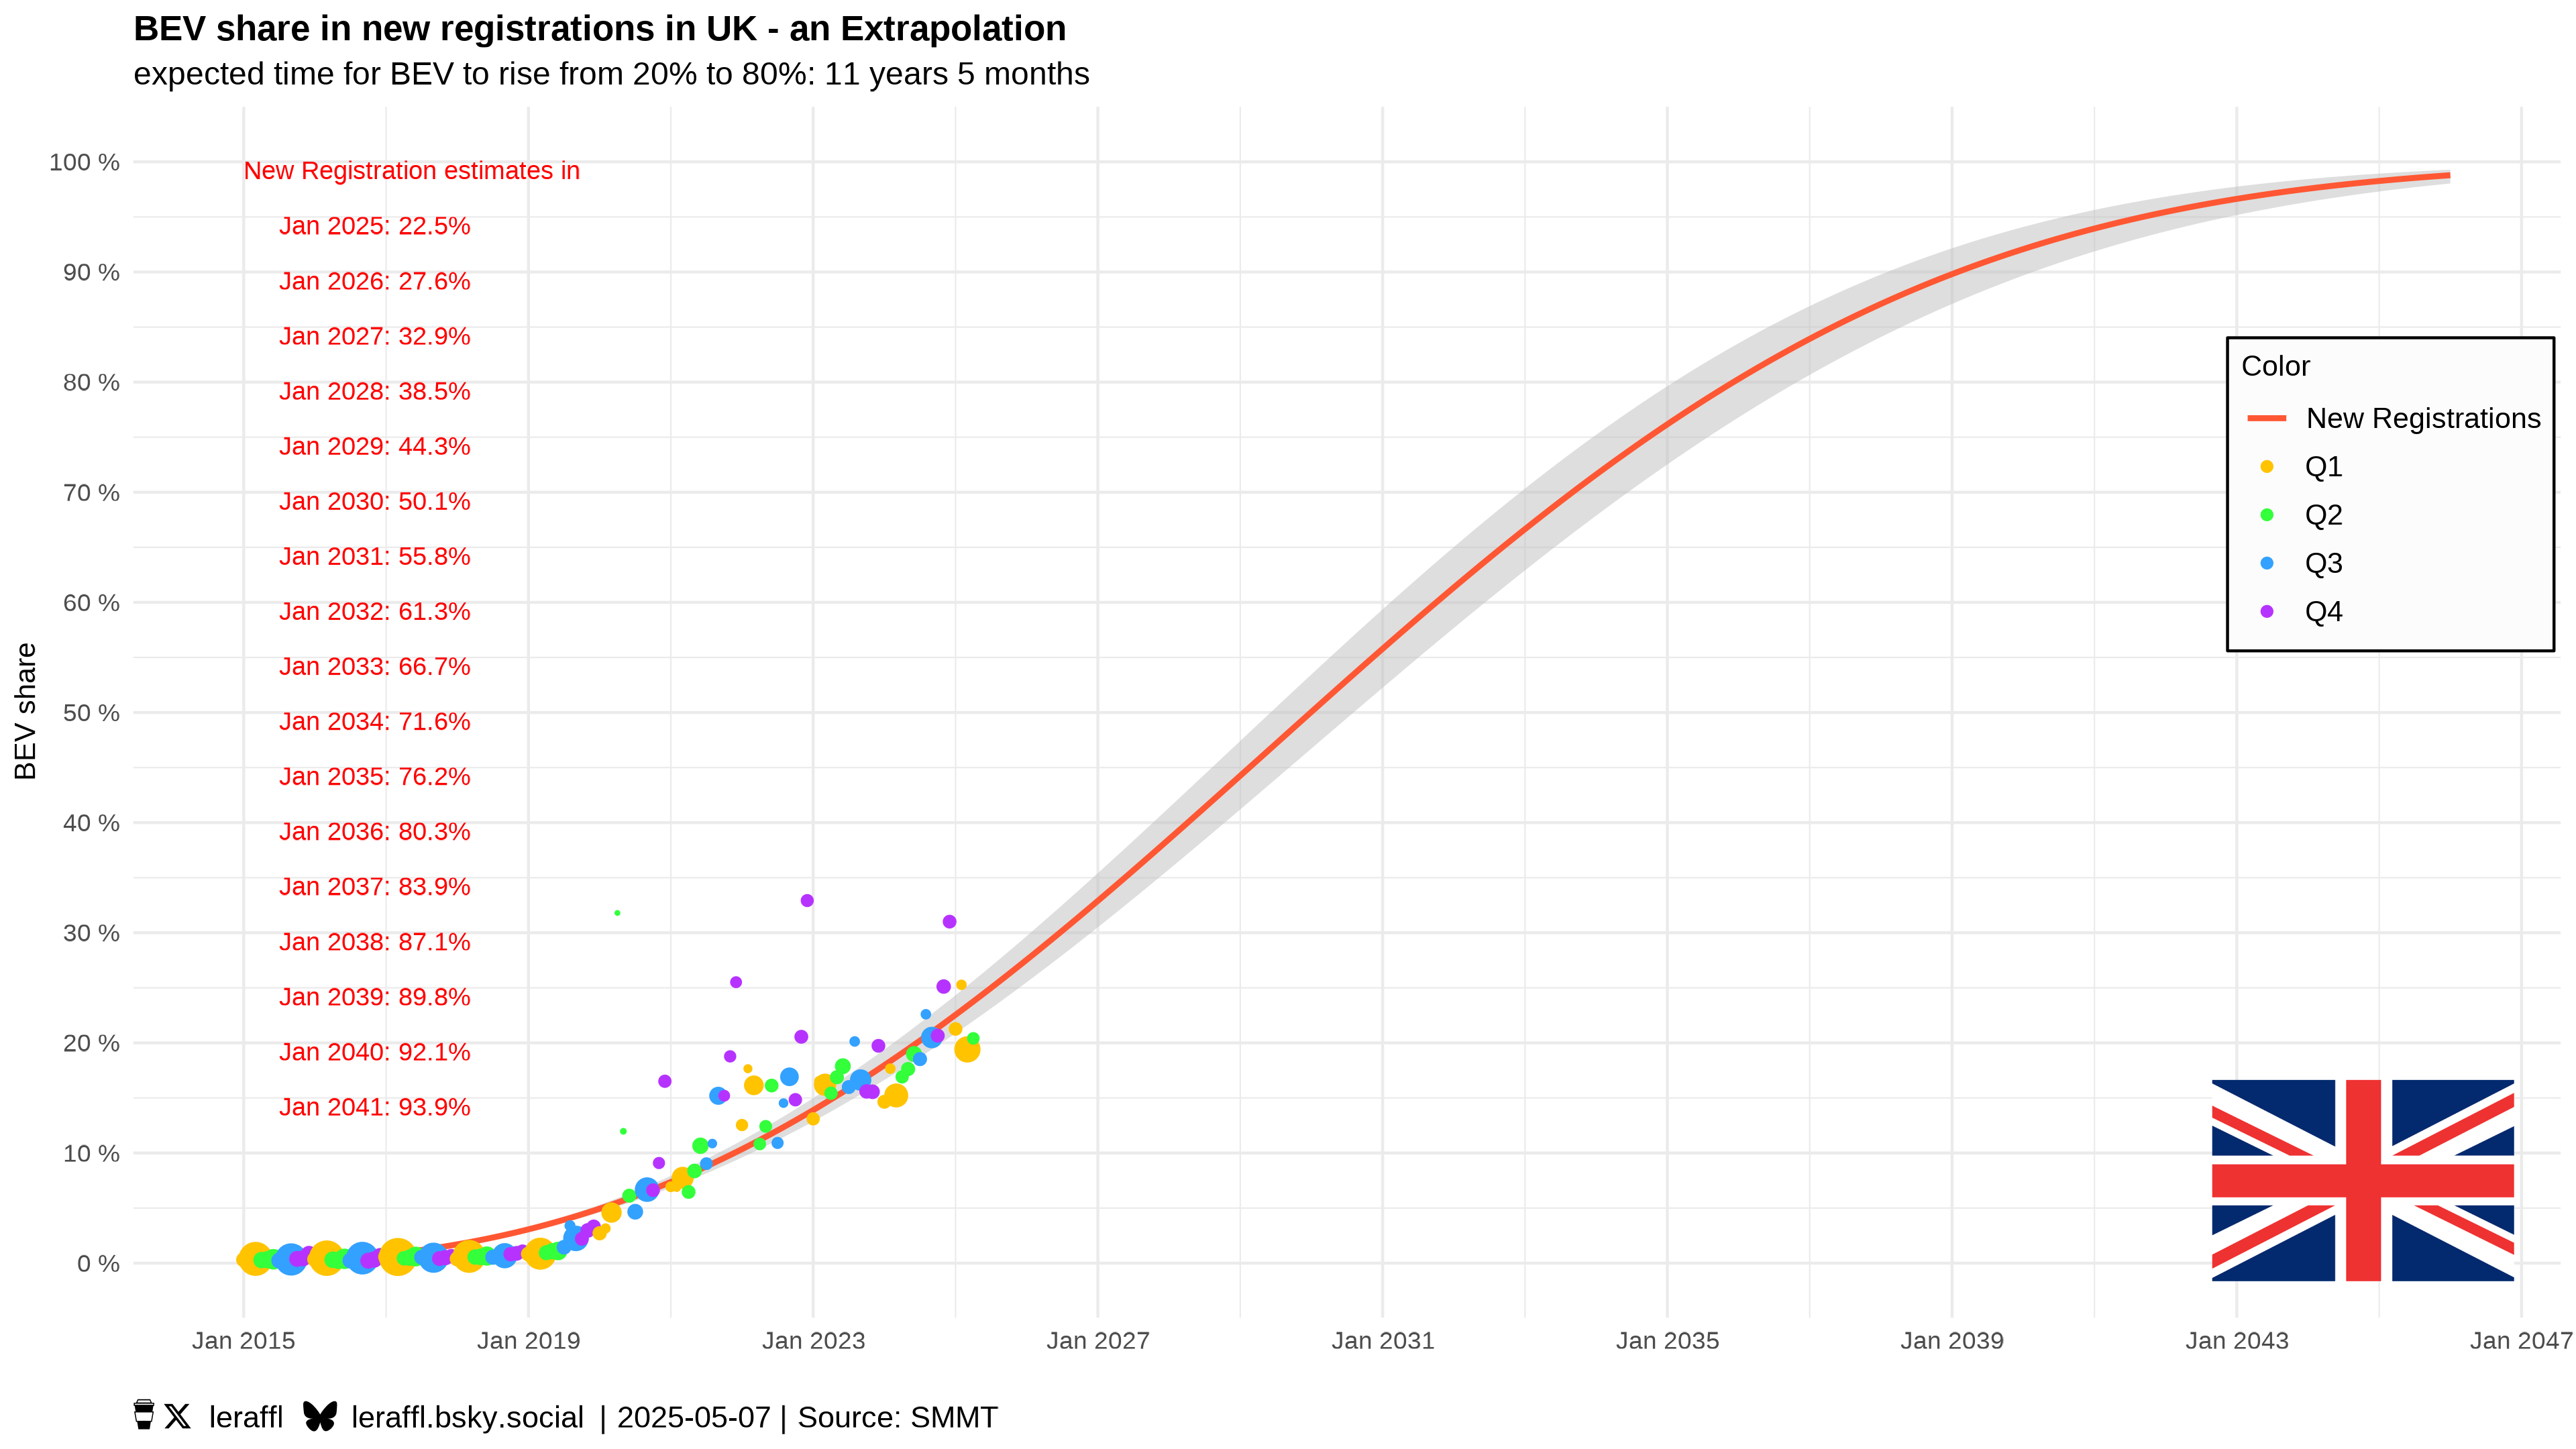 BEV share in new registrations in UK - an Extrapolation
expected time for BEV to rise from 20% to 80%: 11 years 5 months
BEV share
100 %
90 %
80 %
70 %
60 %
50 %
40 %
30 %
20 %
10 %
0 %
New Registration estimates in
Jan 2025: 22.5%
Jan 2026: 27.6%
Jan 2027: 32.9%
Jan 2028: 38.5%
Jan 2029: 44.3%
Jan 2030: 50.1%
Jan 2031: 55.8%
Jan 2032: 61.3%
Jan 2033: 66.7%
Jan 2034: 71.6%
Jan 2035: 76.2%
Jan 2036: 80.3%
Jan 2037: 83.9%
Jan 2038: 87.1%
Jan 2039: 89.8%
Jan 2040: 92.1%
Jan 2041: 93.9%
Color
New Registrations
Q1
Q2
Q3
Q4
Jan 2015 Jan 2019 Jan 2023 Jan 2027 Jan 2031 Jan 2035 Jan 2039 Jan 2043 Jan 2047
leraffl leraffl.bsky.social | 2025-05-07 | Source: SMMT